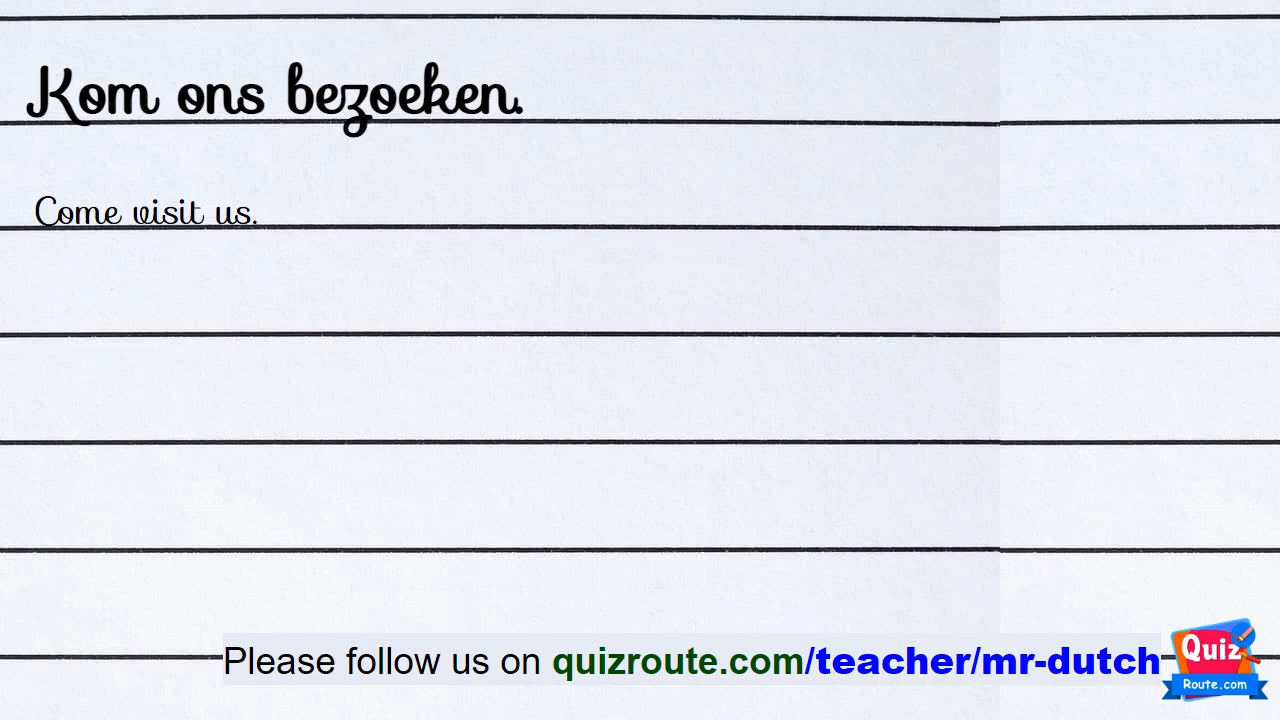 Kom ons bezoeken.
Come visit us.
Please follow us on quizroute.com/teacher/mr-dutch
Quiz
Route.com